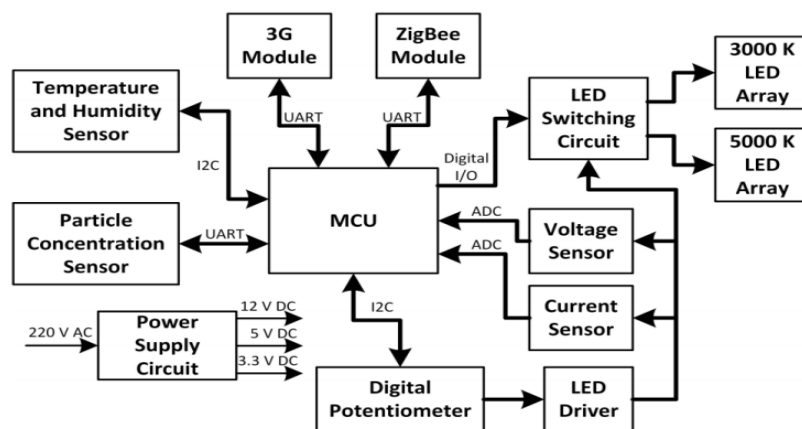 3G
Module
ZigBee
Module
3000 K
LED
Array
Temperature
and Humidity
Sensor
UART
UART
LED
Switching
Circuit
Digital
I/O
5000 K
LED
Array
I2C
MCU
ADC
Voltage
Sensor
Particle
Concentration
Sensor
UART
ADC
Current
Sensor
I2C
12 V DC
220 V AC
Power
Supply
Circuit
5 V DC
3.3 V DC
Digital
Potentiometer
LED
Driver